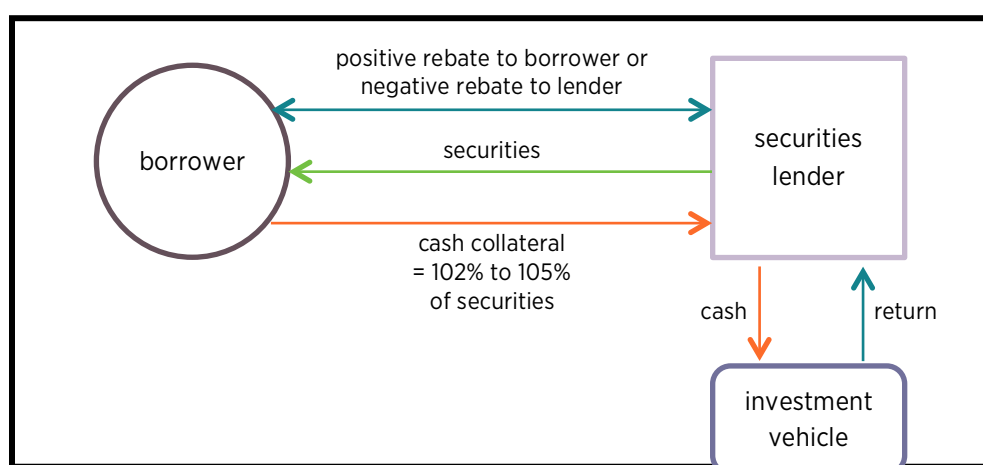 positive rebate to borrower or
negative rebate to lender
borrower
securities
securities
lender
cash collateral
= 102% to 105%
of securities
cash
return
investment
vehicle